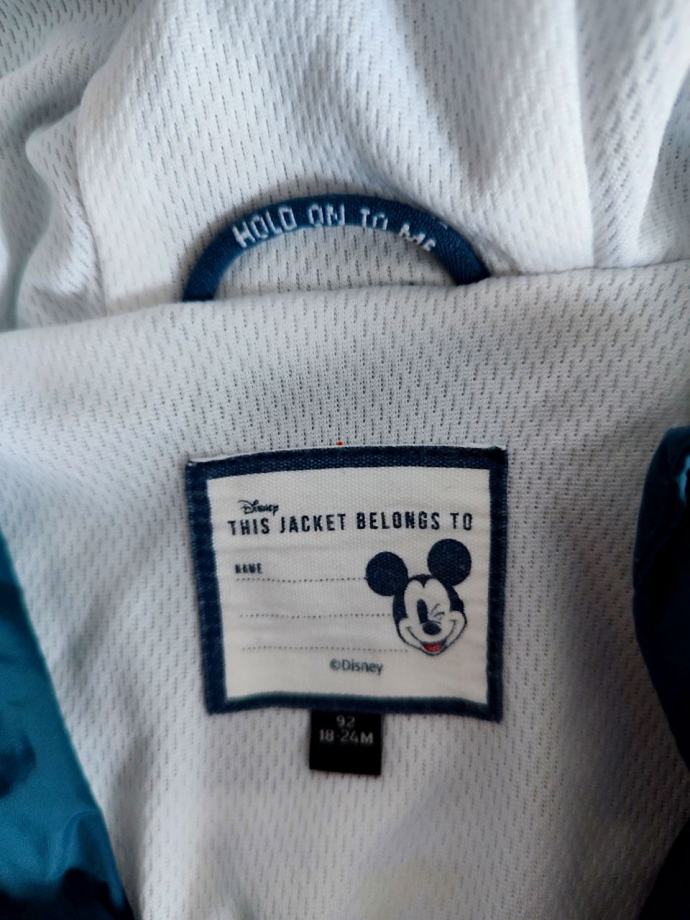 HOLD ON TO ME
Disney
THIS JACKET BELONGS TO
NAME
©Disney
92
18-24M